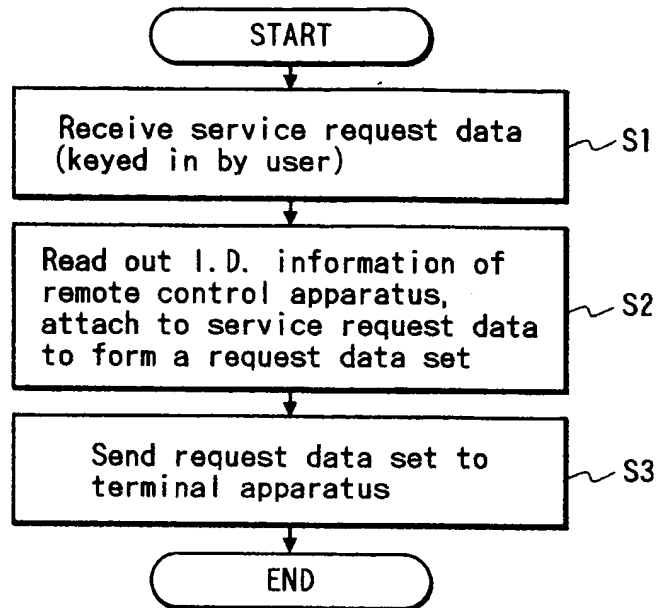 START
Receive service request data
(keyed in by user)
S1
Read out I.D. information of
remote control apparatus,
attach to service request data
to form a request data set
S2
Send request data set to
terminal apparatus
S3
END